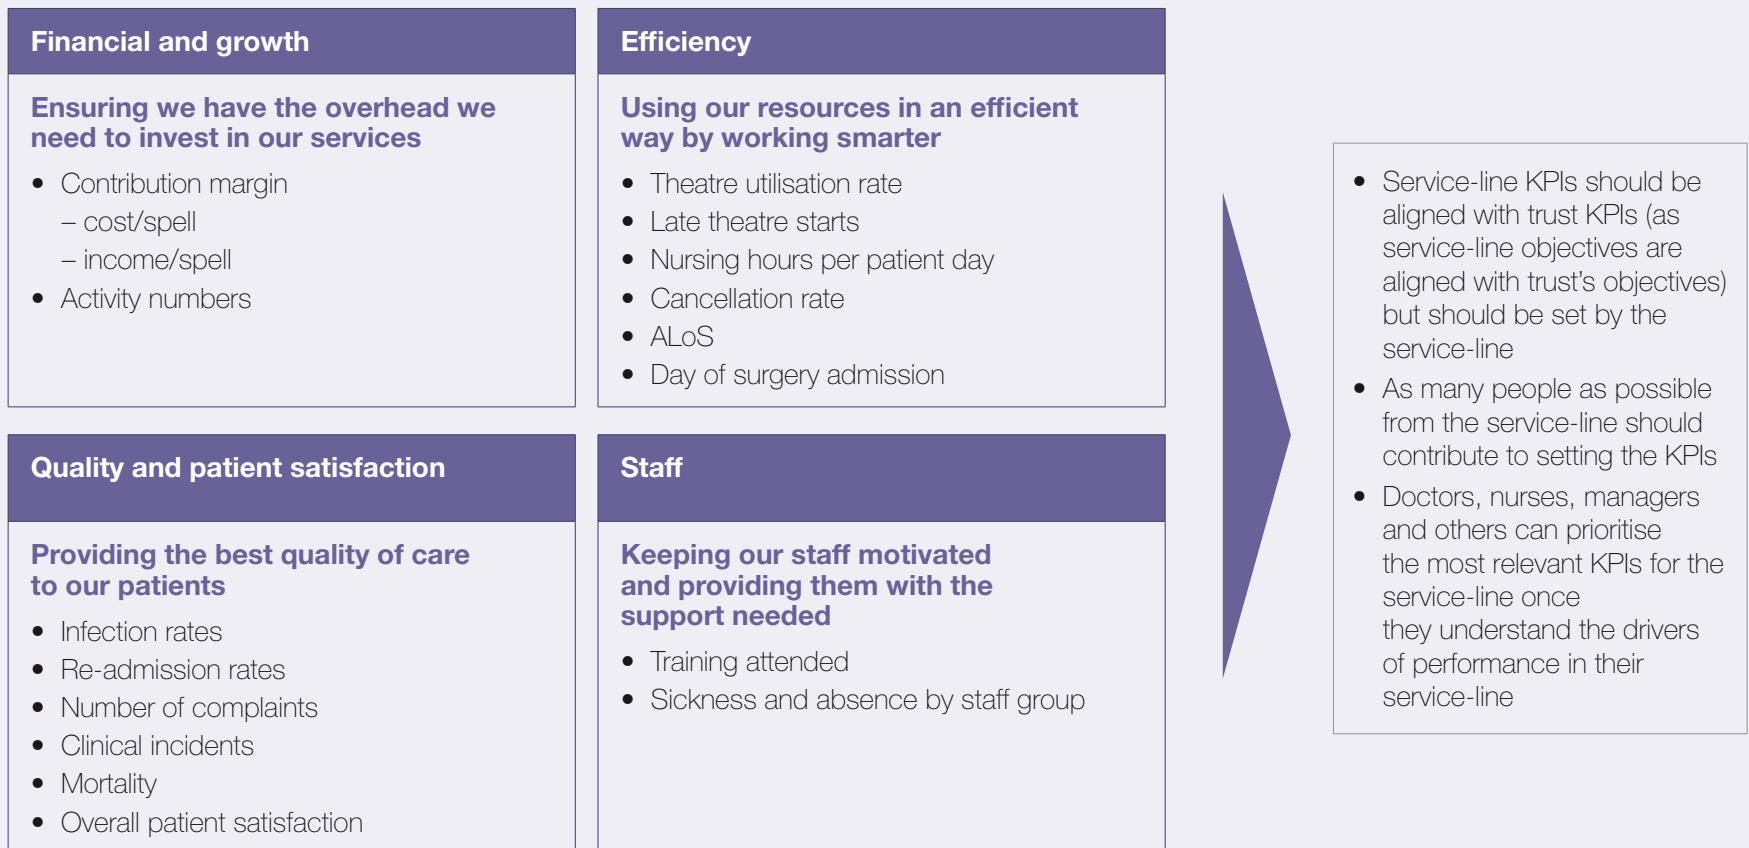 Financial and growth
Ensuring we have the overhead we
need to invest in our services
• Contribution margin
– cost/spell
– income/spell
• Activity numbers
Efficiency
Using our resources in an efficient
way by working smarter
• Theatre utilisation rate
• Late theatre starts
• Nursing hours per patient day
• Cancellation rate
• ALoS
• Day of surgery admission
Quality and patient satisfaction
Providing the best quality of care
to our patients
• Infection rates
• Re-admission rates
• Number of complaints
• Clinical incidents
• Mortality
• Overall patient satisfaction
Staff
Keeping our staff motivated
and providing them with the
support needed
• Training attended
• Sickness and absence by staff group
• Service-line KPIs should be
aligned with trust KPIs (as
service-line objectives are
aligned with trust's objectives)
but should be set by the
service-line
• As many people as possible
from the service-line should
contribute to setting the KPIs
• Doctors, nurses, managers
and others can prioritise
the most relevant KPIs for the
service-line once
they understand the drivers
of performance in their
service-line